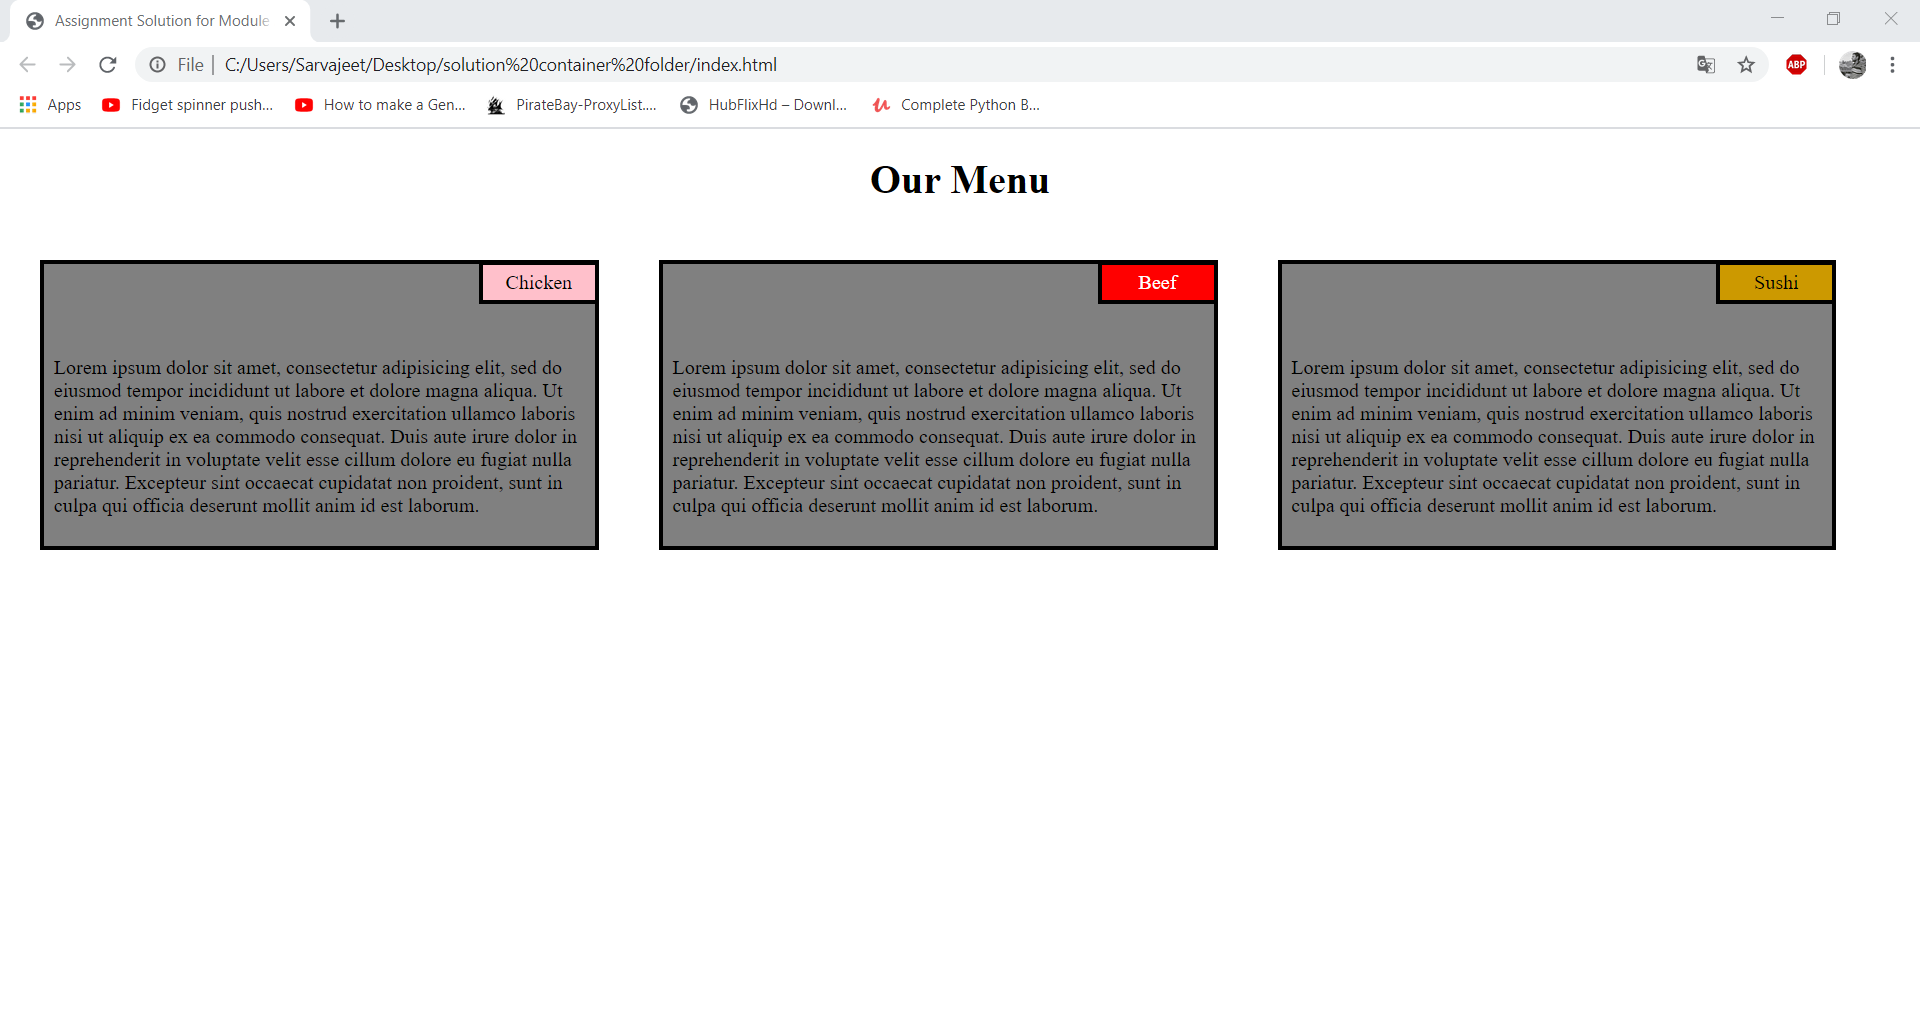 Assignment Solution for Module
File | C:/Users/Sarvajeet/Desktop/solution%20container%20folder/index.html
ABP
Apps
Fidget spinner push...
How to make a Gen...
PirateBay-ProxyList....
HubFlixHd – Downl...
Complete Python B...
Our Menu
Chicken
Lorem ipsum dolor sit amet, consectetur adipisicing elit, sed do
eiusmod tempor incididunt ut labore et dolore magna aliqua. Ut
enim ad minim veniam, quis nostrud exercitation ullamco laboris
nisi ut aliquip ex ea commodo consequat. Duis aute irure dolor in
reprehenderit in voluptate velit esse cillum dolore eu fugiat nulla
pariatur. Excepteur sint occaecat cupidatat non proident, sunt in
culpa qui officia deserunt mollit anim id est laborum.
Beef
Lorem ipsum dolor sit amet, consectetur adipisicing elit, sed do
eiusmod tempor incididunt ut labore et dolore magna aliqua. Ut
enim ad minim veniam, quis nostrud exercitation ullamco laboris
nisi ut aliquip ex ea commodo consequat. Duis aute irure dolor in
reprehenderit in voluptate velit esse cillum dolore eu fugiat nulla
pariatur. Excepteur sint occaecat cupidatat non proident, sunt in
culpa qui officia deserunt mollit anim id est laborum.
Sushi
Lorem ipsum dolor sit amet, consectetur adipisicing elit, sed do
eiusmod tempor incididunt ut labore et dolore magna aliqua. Ut
enim ad minim veniam, quis nostrud exercitation ullamco laboris
nisi ut aliquip ex ea commodo consequat. Duis aute irure dolor in
reprehenderit in voluptate velit esse cillum dolore eu fugiat nulla
pariatur. Excepteur sint occaecat cupidatat non proident, sunt in
culpa qui officia deserunt mollit anim id est laborum.